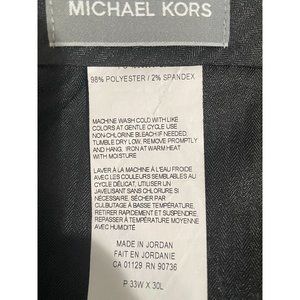 MICHAEL KORS
98% POLYESTER / 2% SPANDEX
MACHINE WASH COLD WITH LIKE
COLORS AT GENTLE CYCLE USE
NON-CHLORINE BLEACH IF NEEDED,
TUMBLE DRY LOW, REMOVE PROMPTLY
AND HANG, IRON AT WARM HEAT
WITH MOISTURE
LAVER À LA MACHINE À L'EAU FROIDE
AVEC LES COULEURS SEMBLABLES AU
CYCLE DÉLICAT, UTILISER UN
JAVELISANT SANS CHLORURE SI
NÉCESSAIRE, SÉCHER PAR
CULBUTAGE À BASSE TEMPÉRATURE,
RETIRER RAPIDEMENT ET SUSPENDRE,
REPASSER À TEMPÉRATURE MOYENNE
AVEC HUMIDITÉ
MADE IN JORDAN
FAIT EN JORDANIE
CA 01129 RN 90736
P 33W X 30L